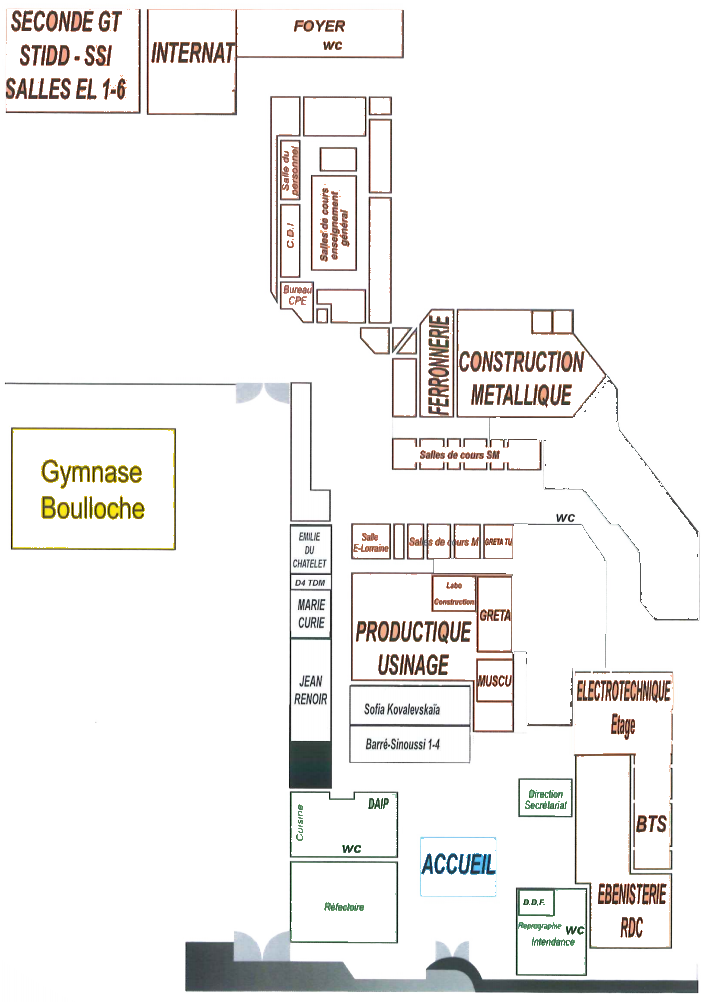 SECONDE GT
STIDD - SSI
SALLES EL 1-6
INTERNAT
FOYER
WC
Salle du
personnel
C.D.I
Salles de cours
enseignement
général
Bureau
CPE
FERRONNERIE
CONSTRUCTION
METALLIQUE
Gymnase
Boulloche
Salles de cours SM
WC
EMILIE
DU
CHATELET
D4 TDM
MARIE
CURIE
JEAN
RENOIR
Salle
E-Lorraine
Salles de cours M
GRETA TU
Labo
Construction
GRETA
PRODUCTIQUE
USINAGE
MUSCU
Sofia Kovalevskaïa
Barré-Sinoussi 1-4
ELECTROTECHNIQUE
Etage
BTS
Direction
Secrétariat
Cuisine
DAIP
WC
ACCUEIL
Réfectoire
EBENISTERIE
RDC
D.D.F.
Reprographie
WC
Intendance